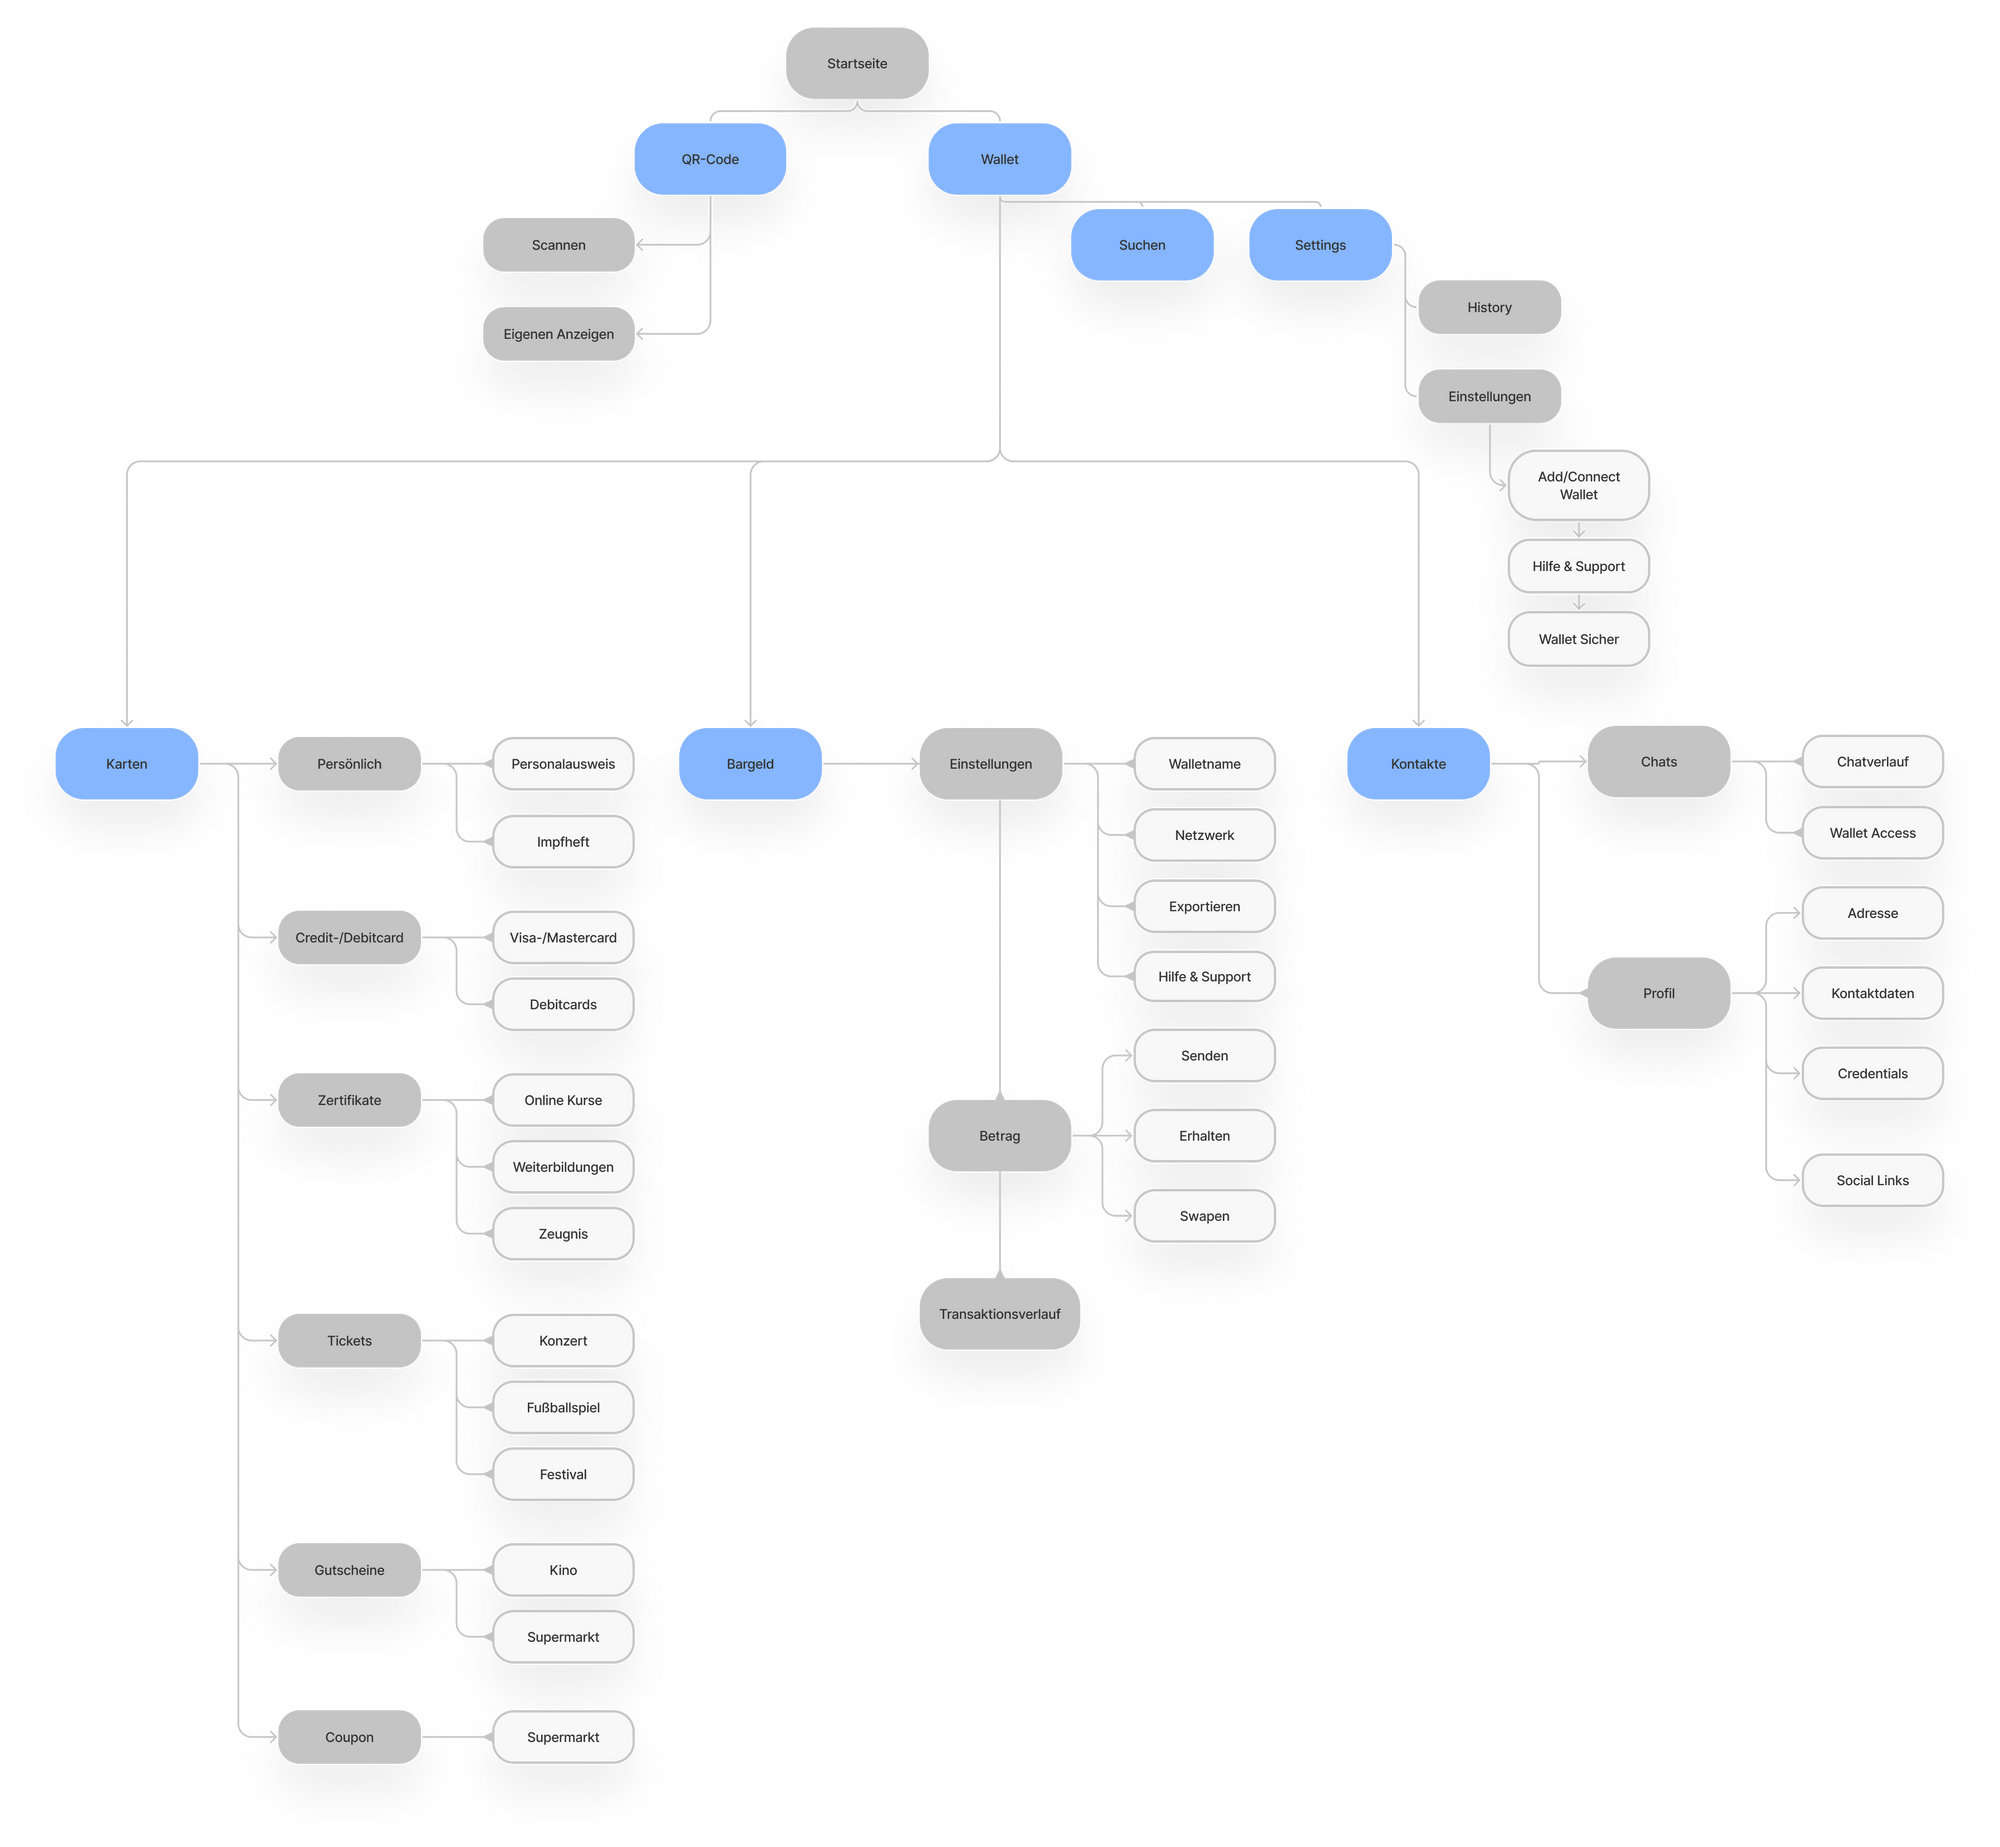 Startseite
QR-Code
Wallet
Scannen
Suchen
Settings
Eigenen Anzeigen
History
Einstellungen
Add/Connect
Wallet
Hilfe & Support
Wallet Sicher
Karten
Persönlich
Personalausweis
Impfheft
Credit-/Debitcard
Visa-/Mastercard
Debitcards
Zertifikate
Online Kurse
Weiterbildungen
Zeugnis
Tickets
Konzert
Fußballspiel
Festival
Gutscheine
Kino
Supermarkt
Coupon
Supermarkt
Bargeld
Einstellungen
Walletname
Netzwerk
Exportieren
Hilfe & Support
Betrag
Senden
Erhalten
Swapen
Transaktionsverlauf
Kontakte
Chats
Chatverlauf
Wallet Access
Profil
Adresse
Kontaktdaten
Credentials
Social Links